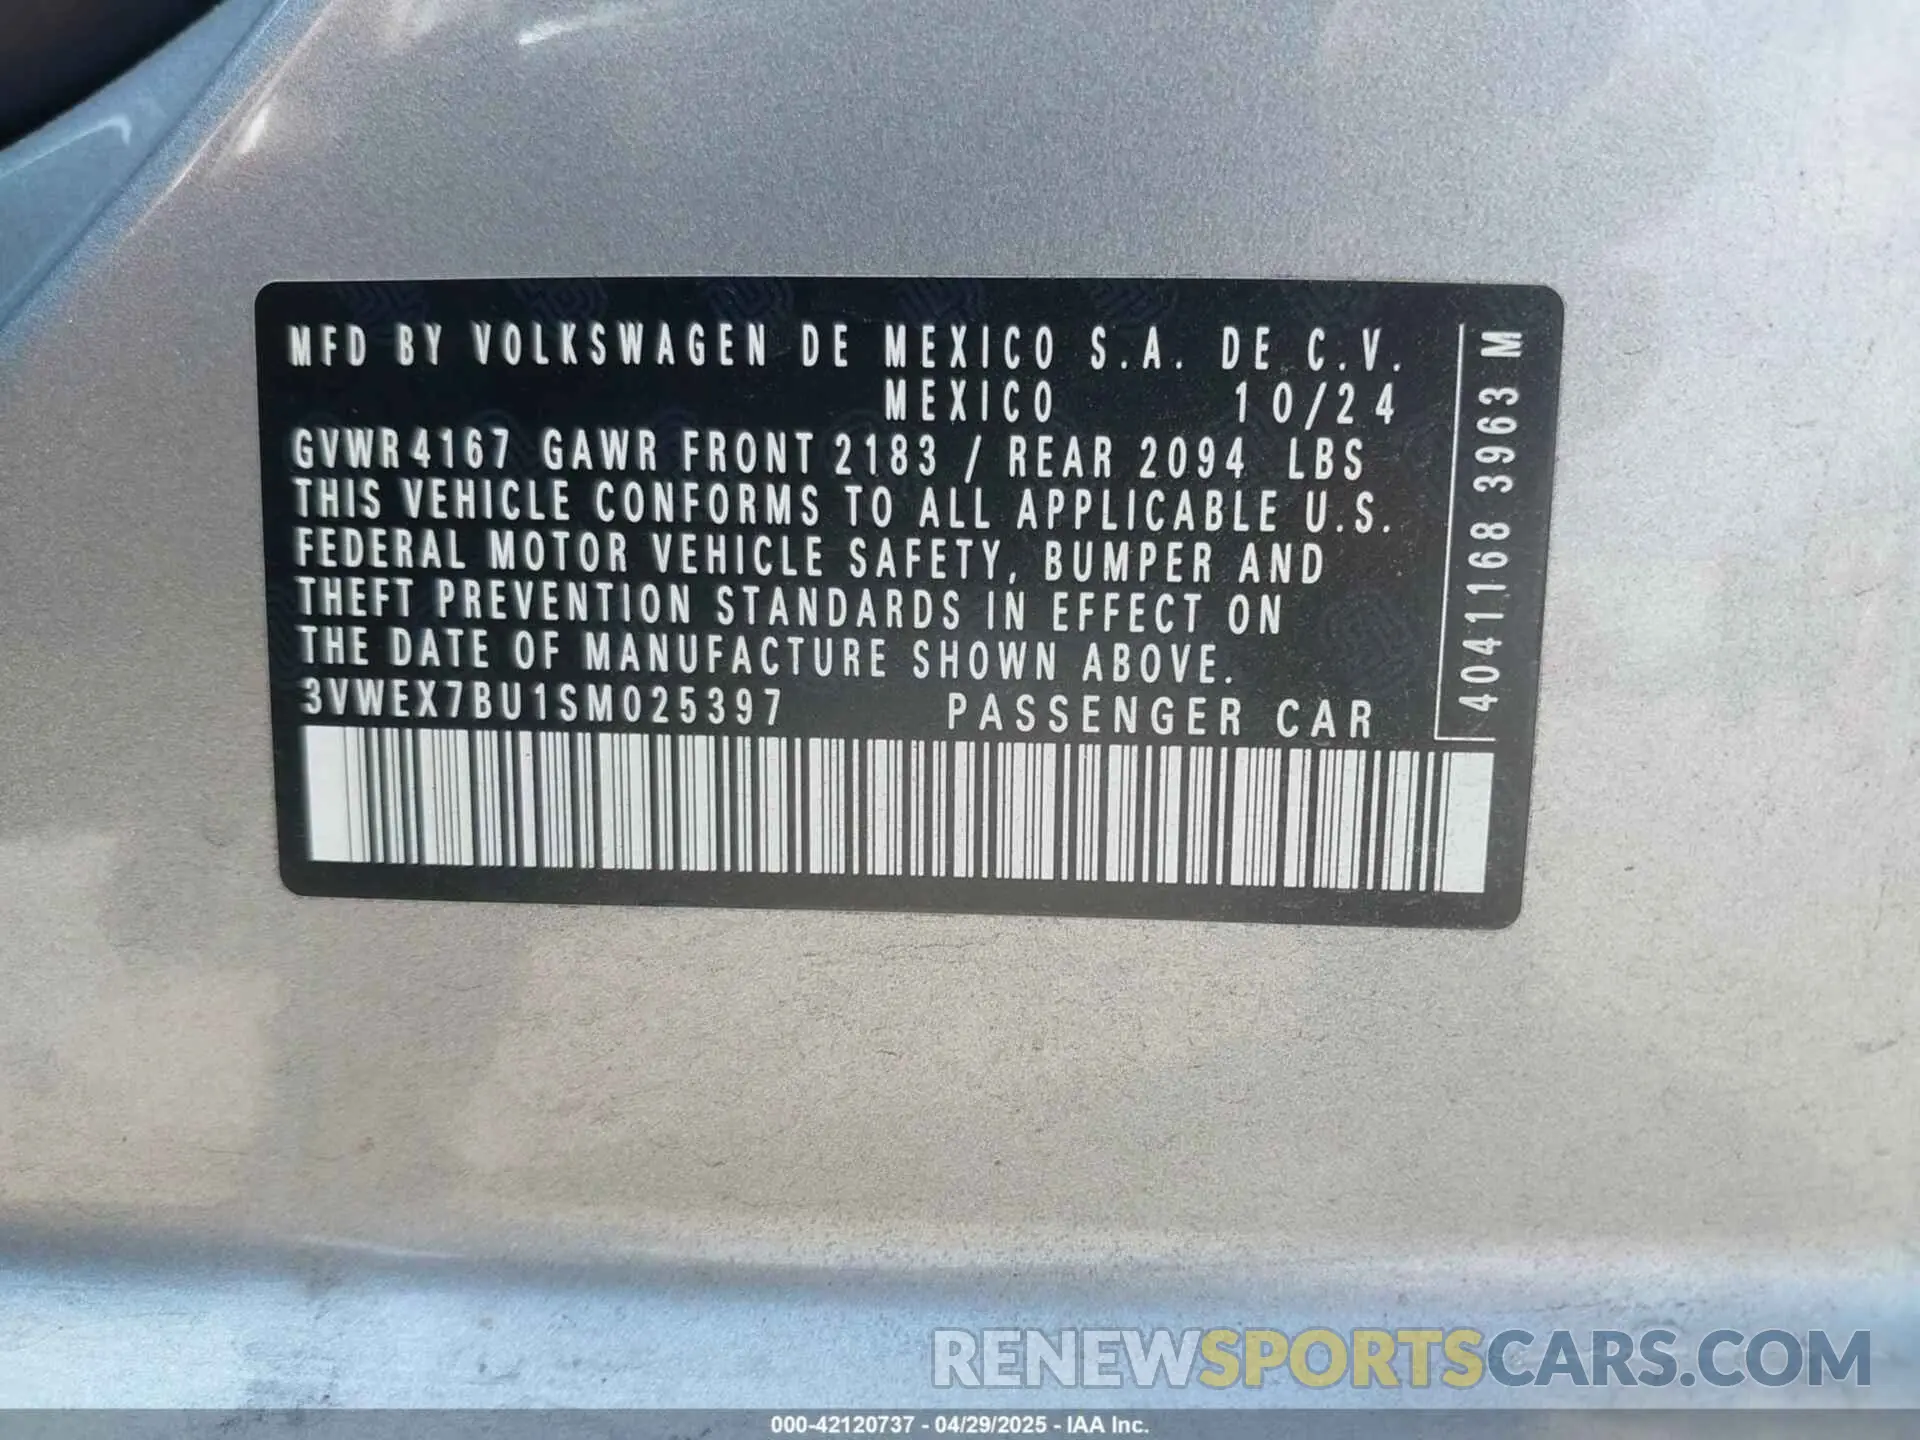 MFD BY VOLKSWAGEN DE MEXICO S.A. DE C.V.
MEXICO 10/24
GVWR 4167 GAWR FRONT 2183 / REAR 2094 LBS
THIS VEHICLE CONFORMS TO ALL APPLICABLE U.S.
FEDERAL MOTOR VEHICLE SAFETY, BUMPER AND
THEFT PREVENTION STANDARDS IN EFFECT ON
THE DATE OF MANUFACTURE SHOWN ABOVE.
3VWEX7BU1SM025397 PASSENGER CAR
4041168 3963 M
RENEWSPORTSCARS.COM
000-42120737 - 04/29/2025 - IAA Inc.